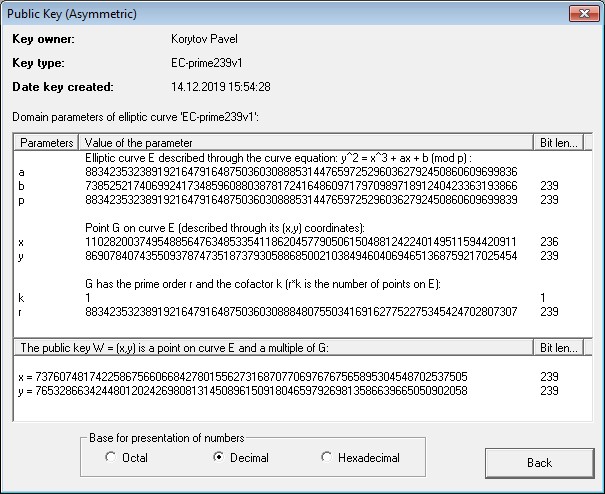 Public Key (Asymmetric)
Key owner: Korytov Pavel
Key type: EC-prime239v1
Date key created: 14.12.2019 15:54:28
Domain parameters of elliptic curve 'EC-prime239v1':
Parameters Value of the parameter Bit len...
Elliptic curve E described through the curve equation: y^2 = x^3 + ax + b (mod p) :
a 883423532389192164791648750360308885314476597252960362792450860609699836
b 738525217406992417348596088038781724164860971797098971891240423363193866 239
p 883423532389192164791648750360308885314476597252960362792450860609699839 239
Point G on curve E (described through its (x,y) coordinates):
x 110282003749548856476348533541186204577905061504881242240149511594420911 236
y 869078407435509378747351873793058868500210384946040694651368759217025454 239
G has the prime order r and the cofactor k (r*k is the number of points on E):
k 1 1
r 883423532389192164791648750360308884807550341691627752275345424702807307 239
The public key W = (x,y) is a point on curve E and a multiple of G: Bit len...
x = 737607481742258675660668427801556273168707706976767565895304548702537505 239
y = 765328663424480120242698081314508961509180465979269813586639665050902058 239
Base for presentation of numbers
Octal Decimal Hexadecimal
Back